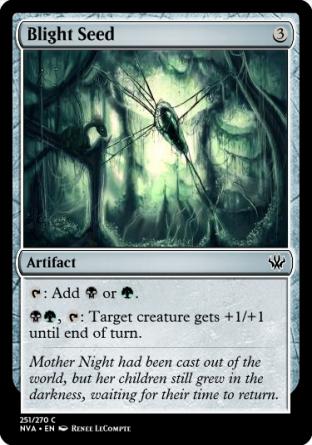 Blight Seed 3
Artifact
: Add or .
, : Target creature gets +1/+1
until end of turn.
Mother Night had been cast out of the
world, but her children still grew in the
darkness, waiting for their time to return.
251/270 C
NVA • EN Renee LeCompte